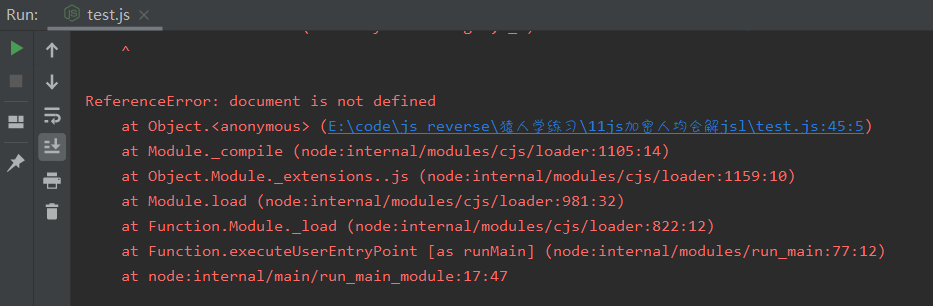 Run: test.js
^
ReferenceError: document is not defined
at Object.<anonymous> (E:\code\js_reverse\猿人学练习\11js加密人均会解jsl\test.js:45:5)
at Module._compile (node:internal/modules/cjs/loader:1105:14)
at Object.Module._extensions..js (node:internal/modules/cjs/loader:1159:10)
at Module.load (node:internal/modules/cjs/loader:981:32)
at Function.Module._load (node:internal/modules/cjs/loader:822:12)
at Function.executeUserEntryPoint [as runMain] (node:internal/modules/run_main:77:12)
at node:internal/main/run_main_module:17:47